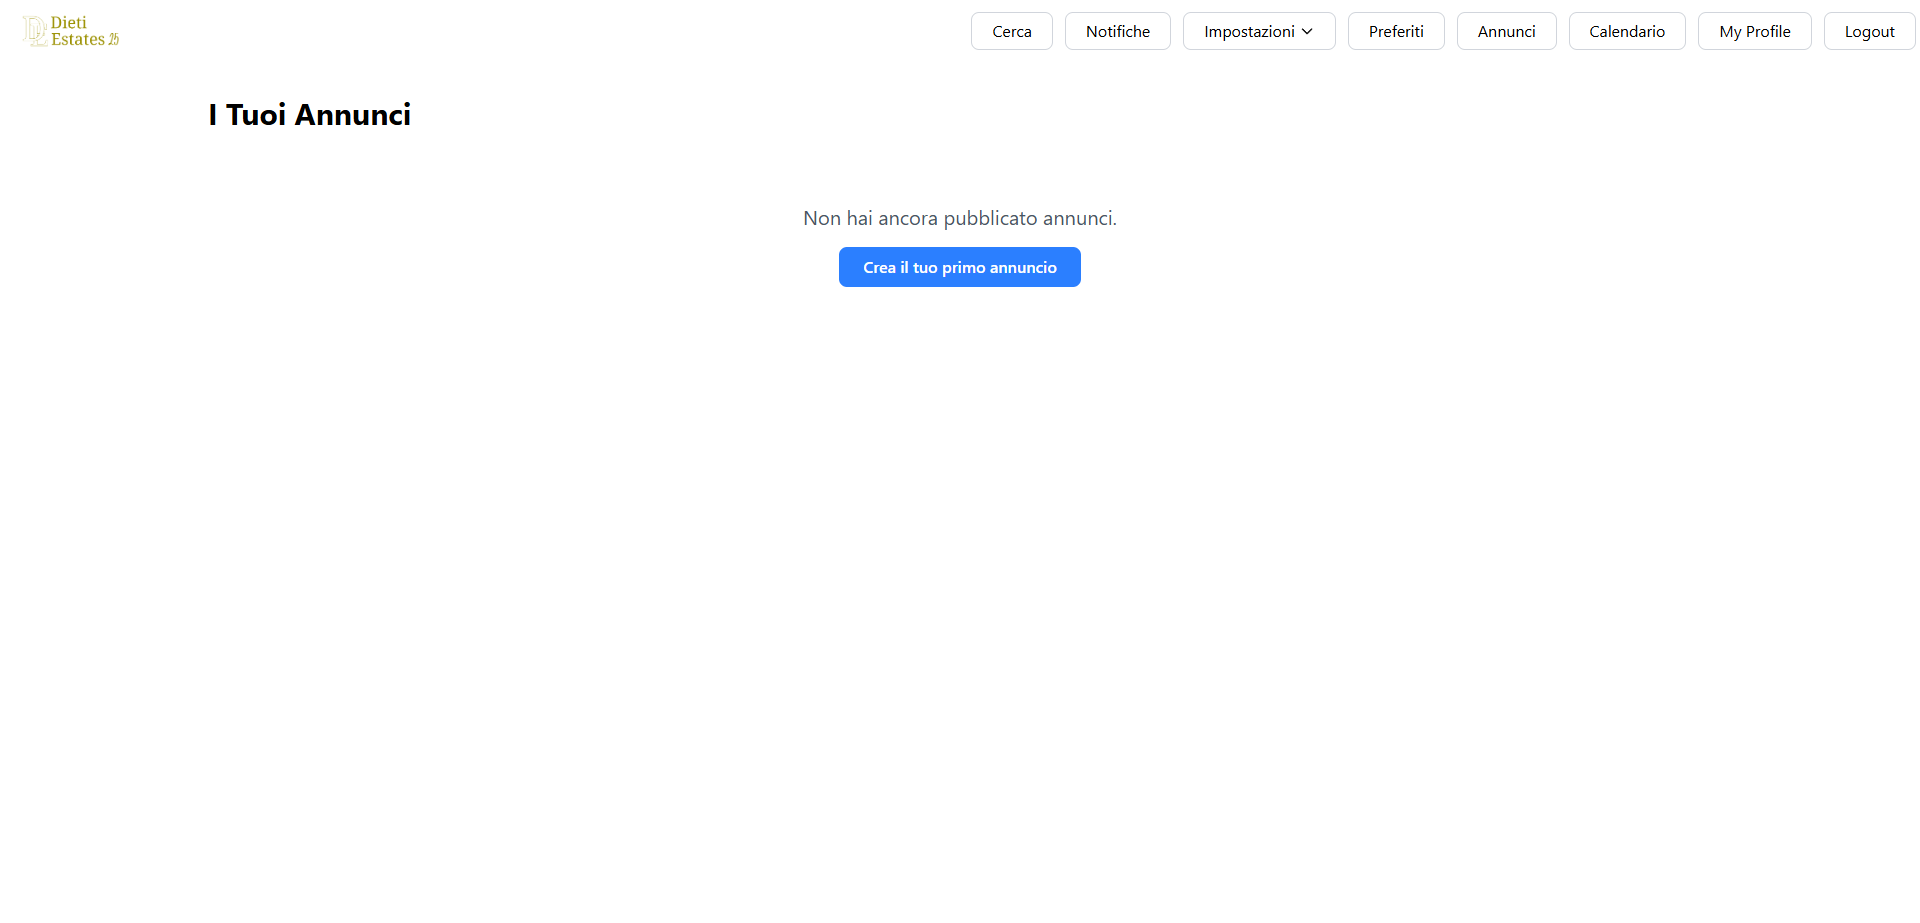 Dieti
Estates 25
Cerca
Notifiche
Impostazioni
Preferiti
Annunci
Calendario
My Profile
Logout
I Tuoi Annunci
Non hai ancora pubblicato annunci.
Crea il tuo primo annuncio